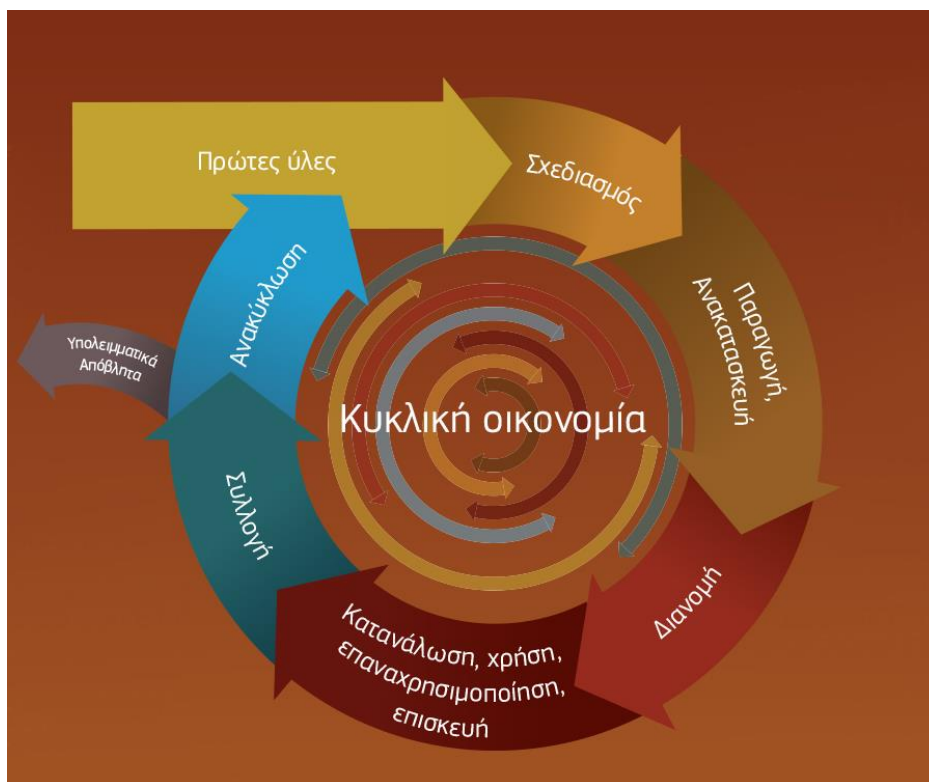 Πρώτες ύλες
Σχεδιασμός
Παραγωγή,
Ανακατασκευή
Διανομή
Κατανάλωση, χρήση,
επαναχρησιμοποίηση,
επισκευή
Συλλογή
Ανακύκλωση
Υπολειμματικά
Απόβλητα
Κυκλική οικονομία